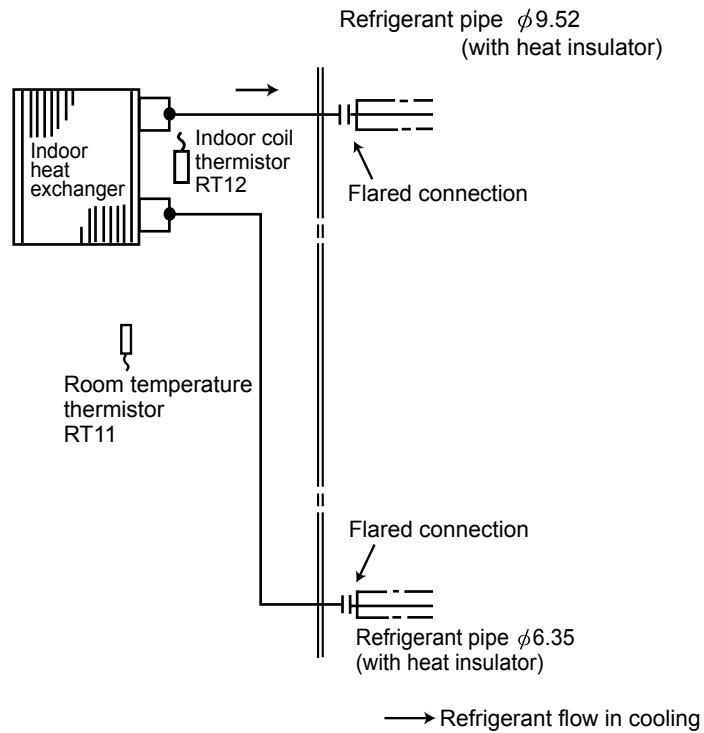 Refrigerant pipe ϕ9.52
(with heat insulator)
Indoor
heat
exchanger
Indoor coil
thermistor
RT12
Flared connection
Room temperature
thermistor
RT11
Flared connection
Refrigerant pipe ϕ6.35
(with heat insulator)
Refrigerant flow in cooling